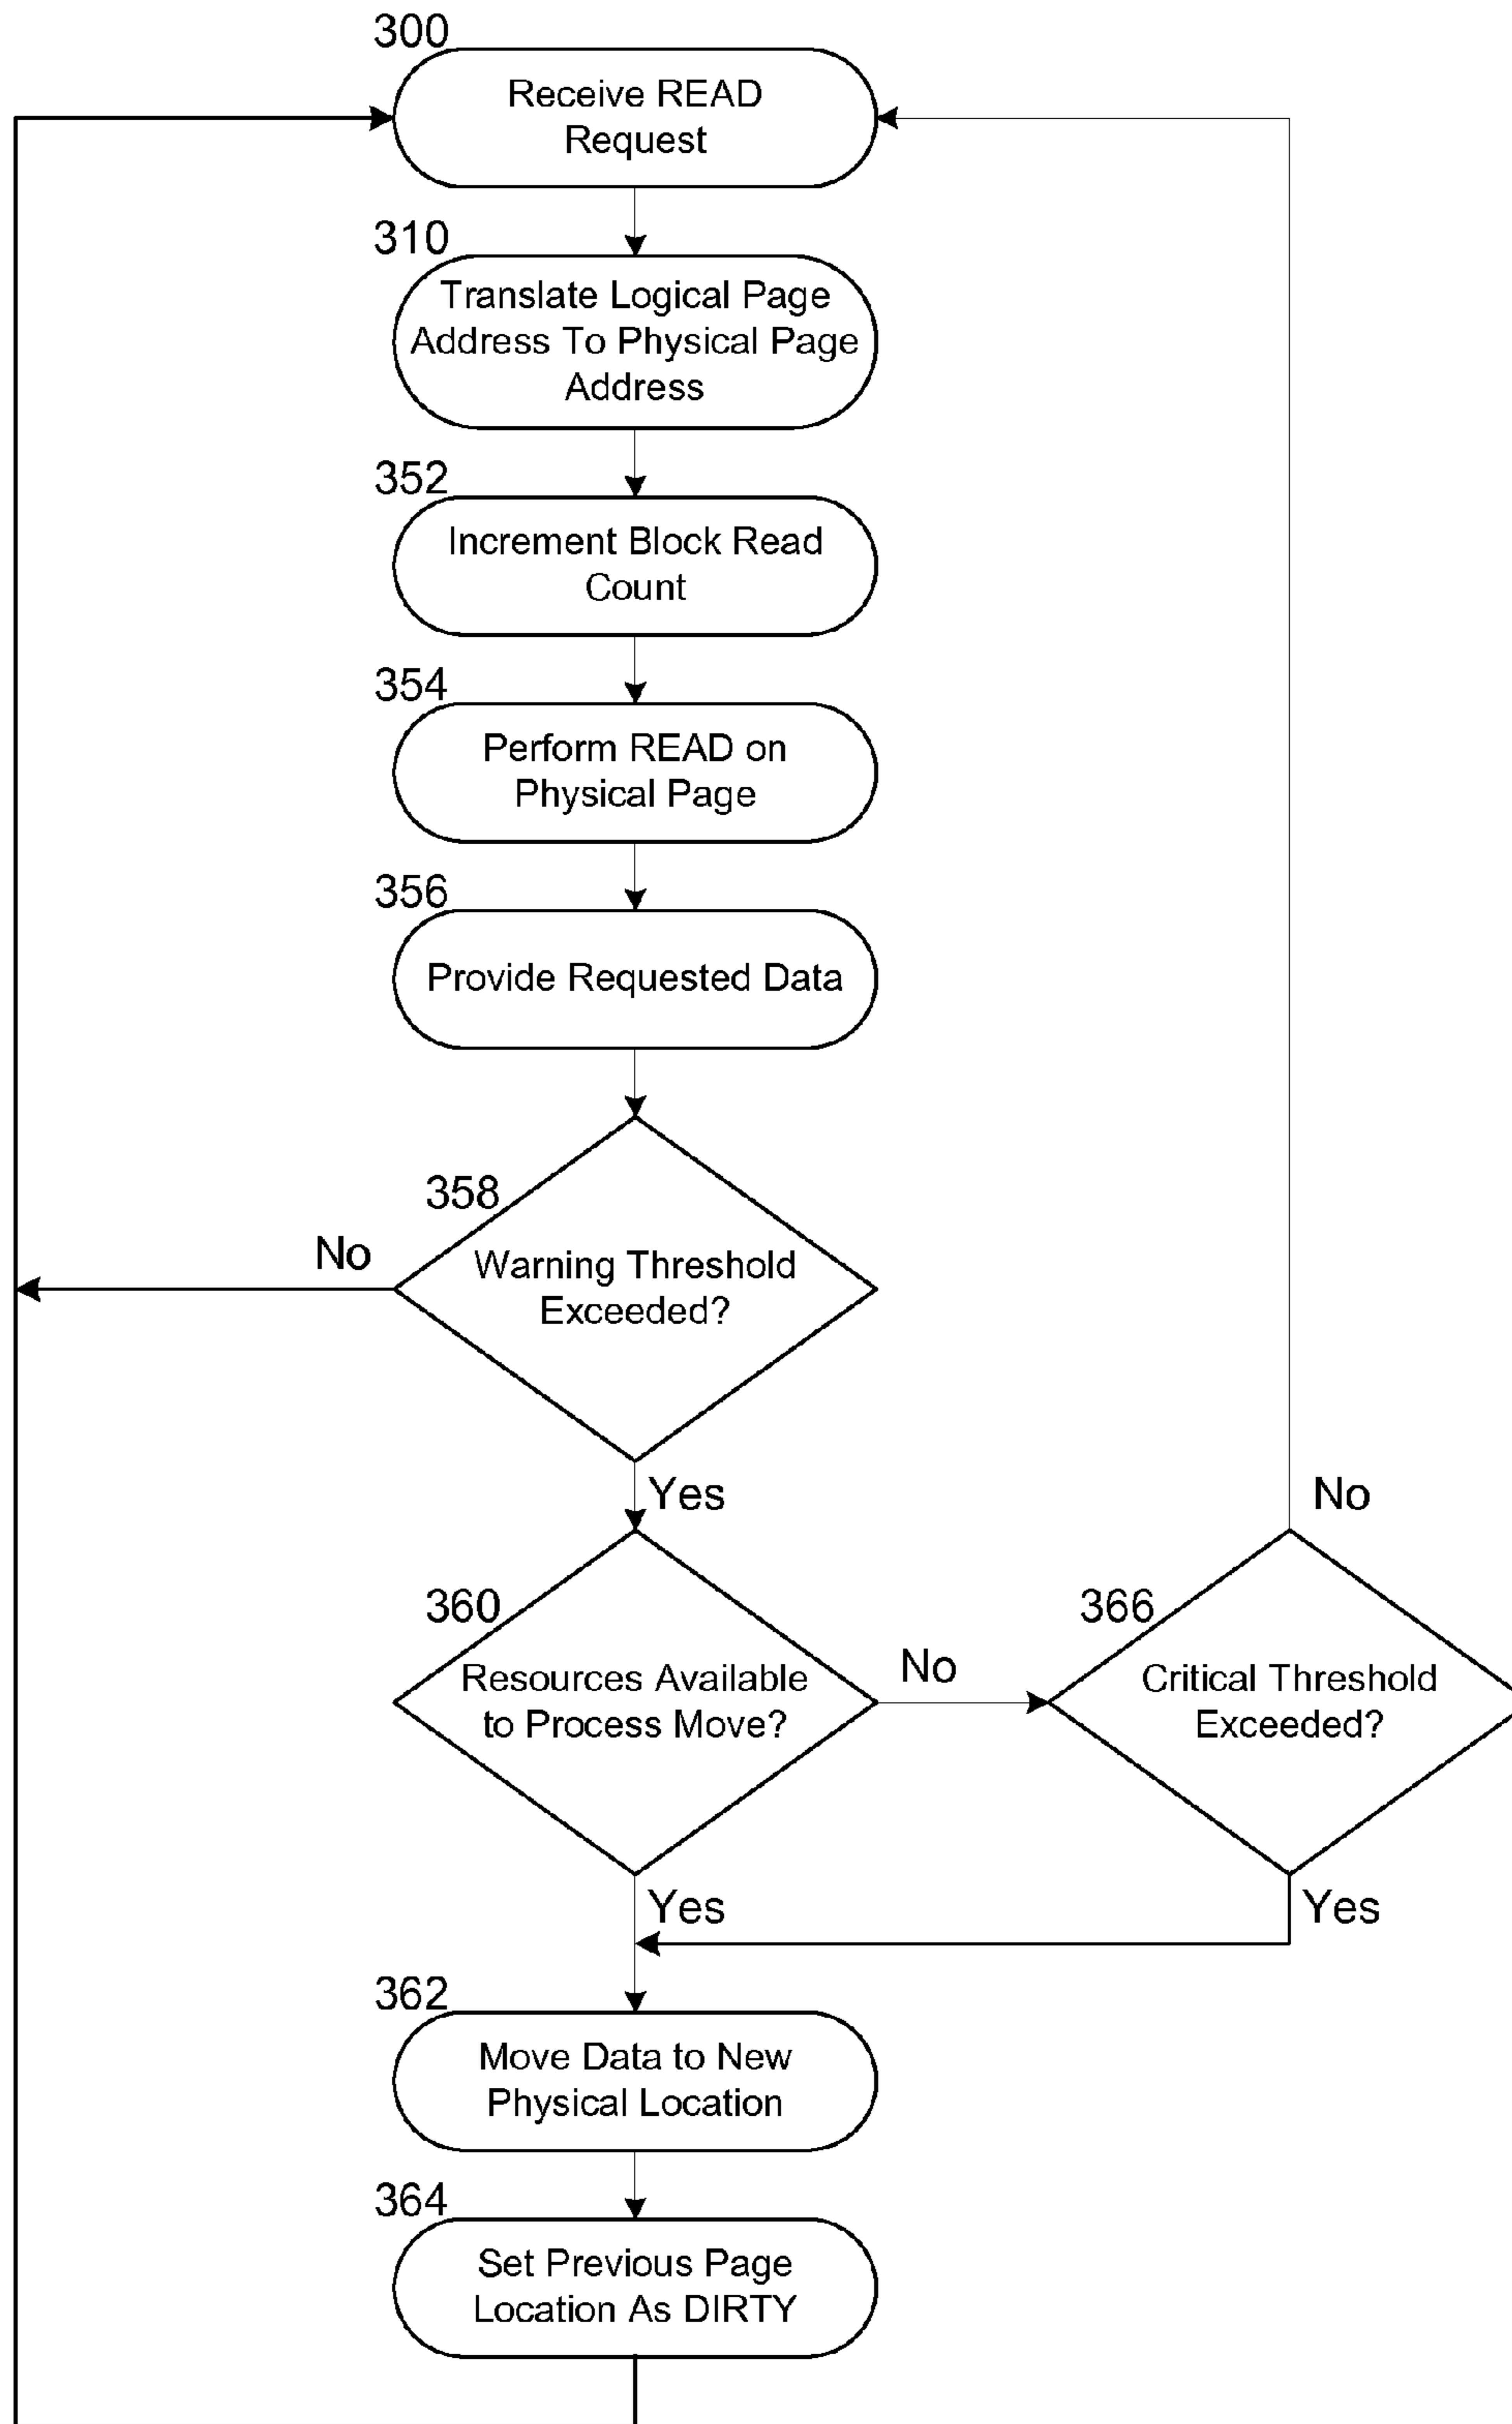 300
Receive READ
Request
310
Translate Logical Page
Address To Physical Page
Address
352
Increment Block Read
Count
354
Perform READ on
Physical Page
356
Provide Requested Data
358
No
Warning Threshold
Exceeded?
Yes
No
360
366
Resources Available
to Process Move?
No
Critical Threshold
Exceeded?
Yes
Yes
362
Move Data to New
Physical Location
364
Set Previous Page
Location As DIRTY